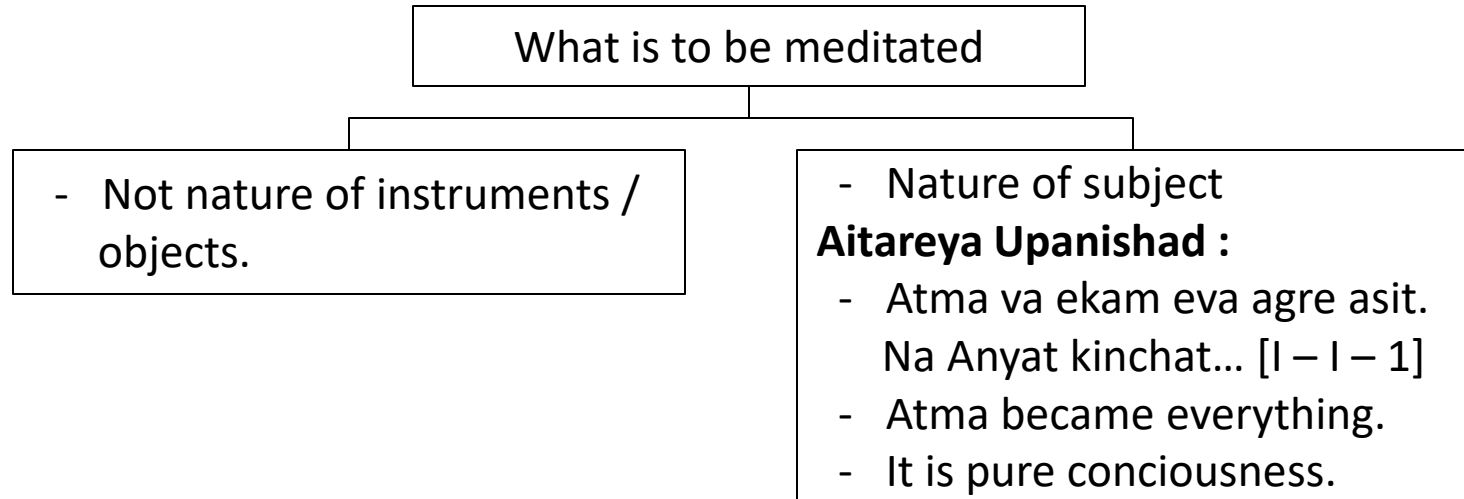 What is to be meditated
- Not nature of instruments /
objects.
- Nature of subject
Aitareya Upanishad :
- Atma va ekam eva agre asit.
Na Anyat kinchat... [I – I – 1]
- Atma became everything.
- It is pure conciousness.